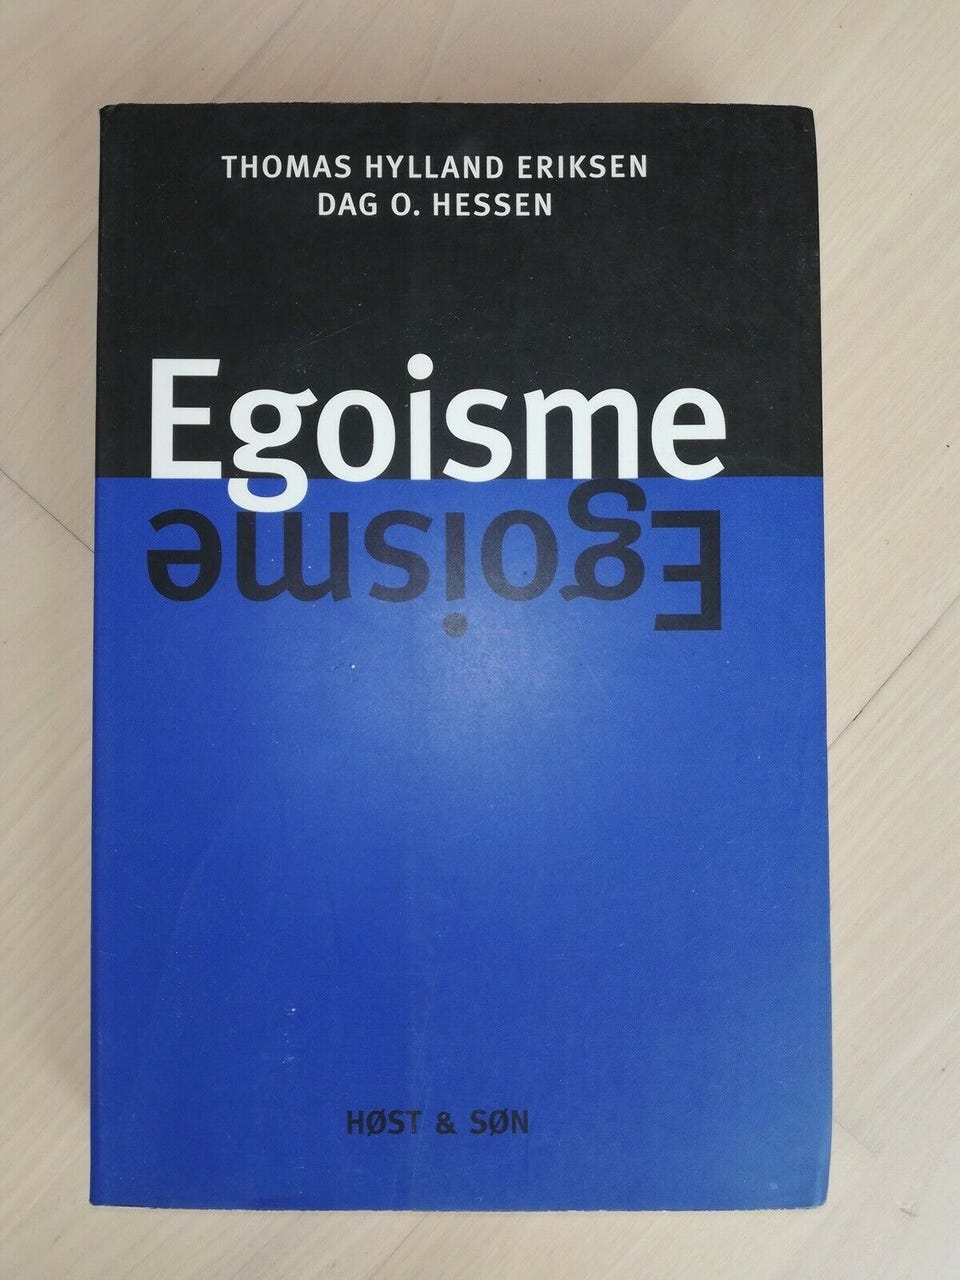 THOMAS HYLLAND ERIKSEN
DAG O. HESSEN
Egoisme
Egoisme
HØST & SØN